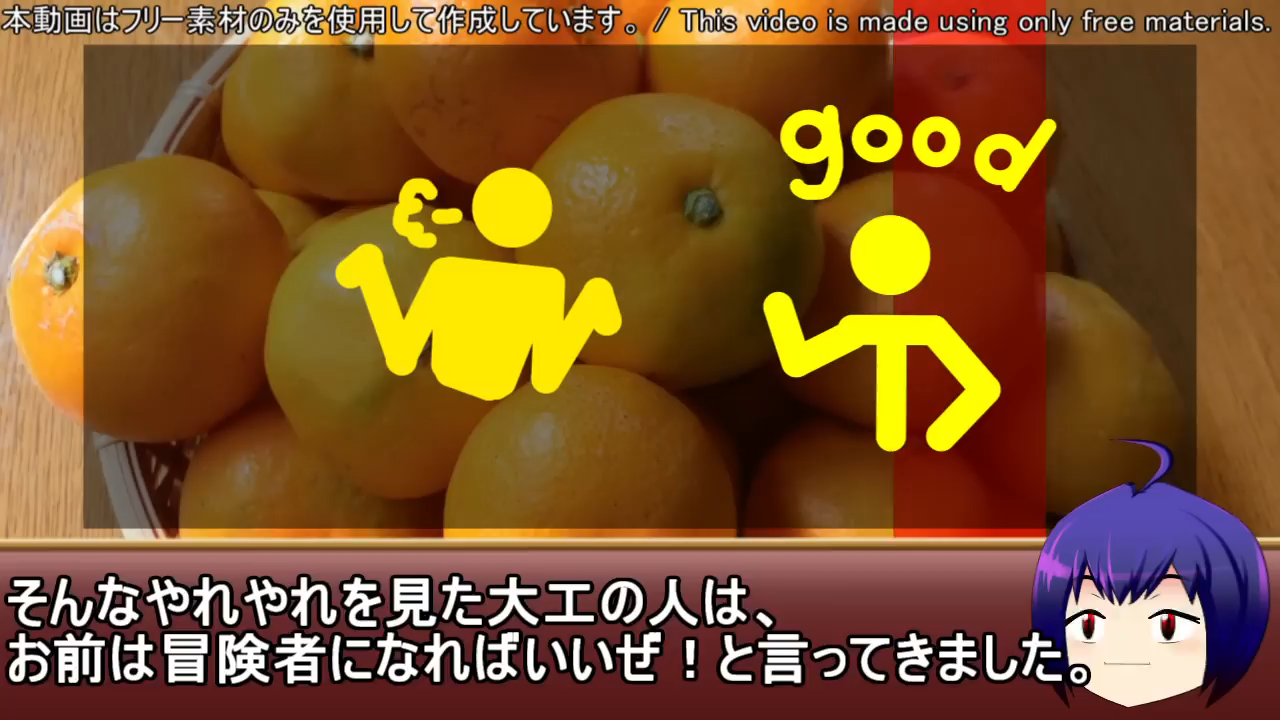 本動画はフリー素材のみを使用して作成しています。 / This video is made using only free materials.
good
そんなやれやれを見た大工の人は、
お前は冒険者になればいいぜ！と言ってきました。